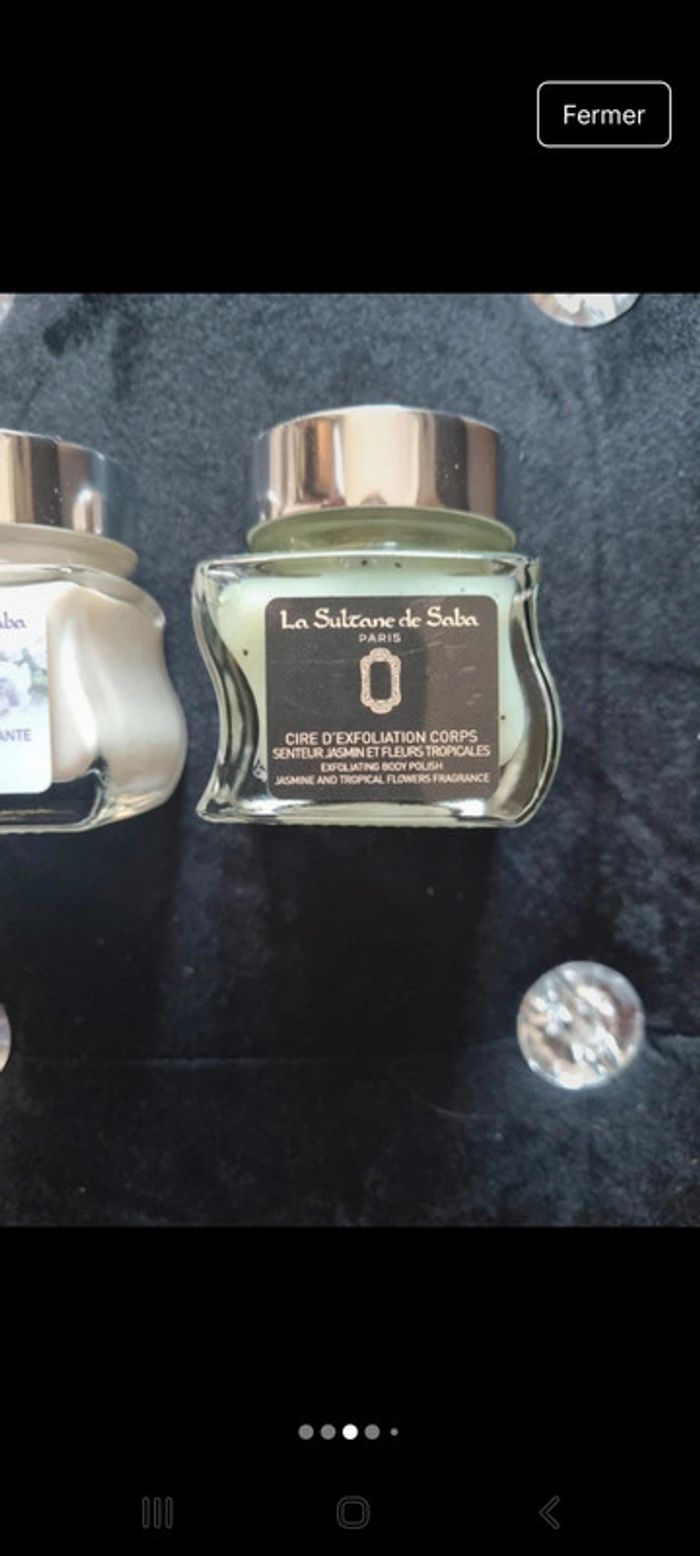 Fermer
La Sultane de Saba
PARIS
CIRE D'EXFOLIATION CORPS
SENTEUR JASMIN ET FLEURS TROPICALES
EXFOLIATING BODY POLISH
JASMINE AND TROPICAL FLOWERS FRAGRANCE